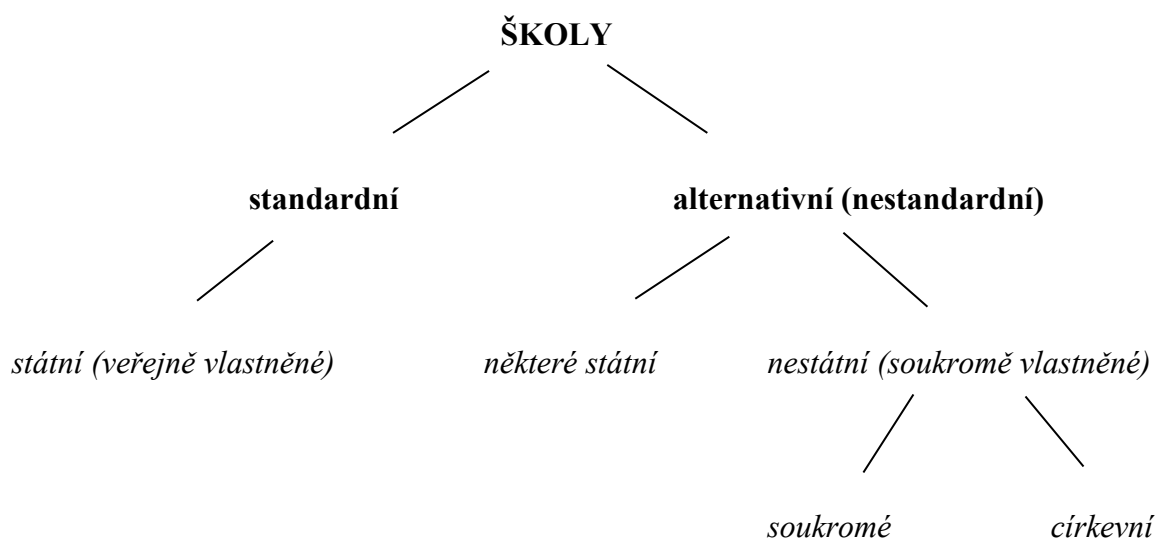 ŠKOLY
standardní alternativní (nestandardní)
státní (veřejně vlastněné) některé státní nestátní (soukromě vlastněné)
soukromé církevní